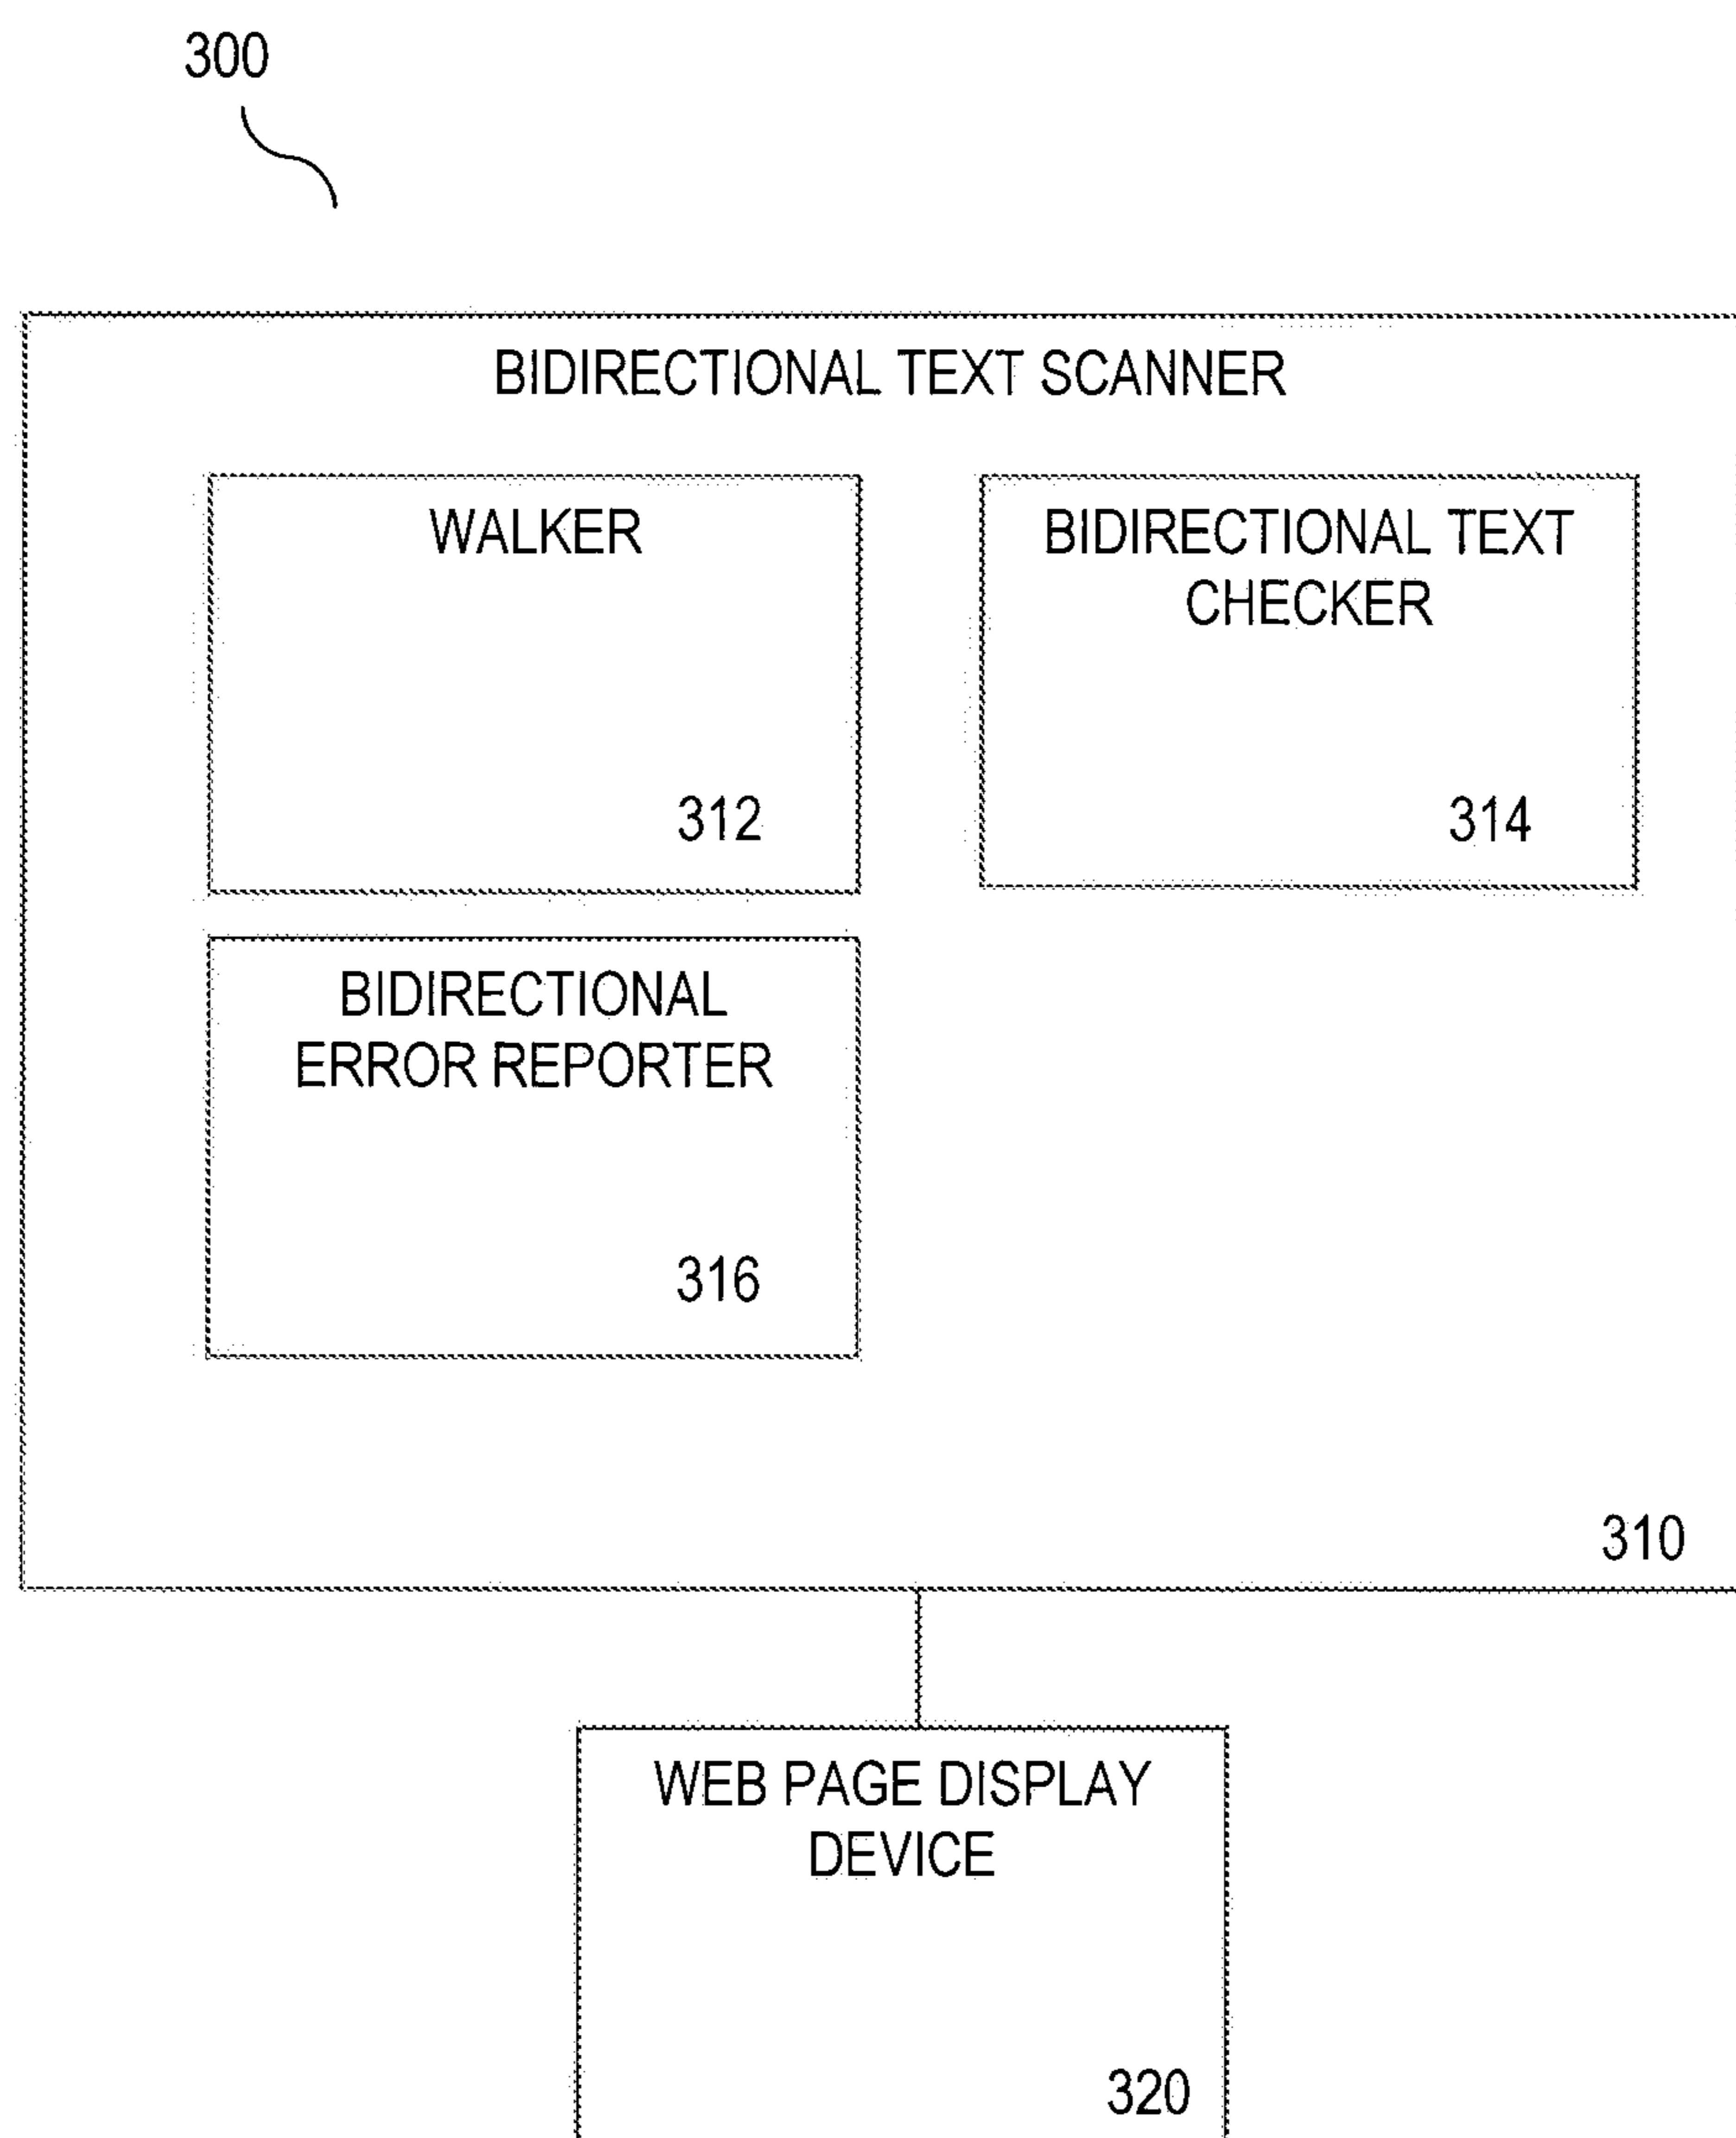 300
BIDIRECTIONAL TEXT SCANNER
WALKER
312
BIDIRECTIONAL TEXT
CHECKER
314
BIDIRECTIONAL
ERROR REPORTER
316
310
WEB PAGE DISPLAY
DEVICE
320